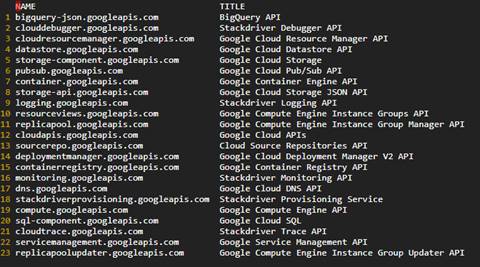 NAME TITLE
1 bigquery-json.googleapis.com BigQuery API
2 clouddebugger.googleapis.com Stackdriver Debugger API
3 cloudresourcemanager.googleapis.com Google Cloud Resource Manager API
4 datastore.googleapis.com Google Cloud Datastore API
5 storage-component.googleapis.com Google Cloud Storage
6 pubsub.googleapis.com Google Cloud Pub/Sub API
7 container.googleapis.com Google Container Engine API
8 storage-api.googleapis.com Google Cloud Storage JSON API
9 logging.googleapis.com Stackdriver Logging API
10 resourceviews.googleapis.com Google Compute Engine Instance Groups API
11 replicapool.googleapis.com Google Compute Engine Instance Group Manager API
12 cloudapis.googleapis.com Google Cloud APIs
13 sourcerepo.googleapis.com Cloud Source Repositories API
14 deploymentmanager.googleapis.com Google Cloud Deployment Manager V2 API
15 containerregistry.googleapis.com Google Container Registry API
16 monitoring.googleapis.com Stackdriver Monitoring API
17 dns.googleapis.com Google Cloud DNS API
18 stackdriverprovisioning.googleapis.com Stackdriver Provisioning Service
19 compute.googleapis.com Google Compute Engine API
20 sql-component.googleapis.com Google Cloud SQL
21 cloudtrace.googleapis.com Stackdriver Trace API
22 servicemanagement.googleapis.com Google Service Management API
23 replicapoolupdater.googleapis.com Google Compute Engine Instance Group Updater API